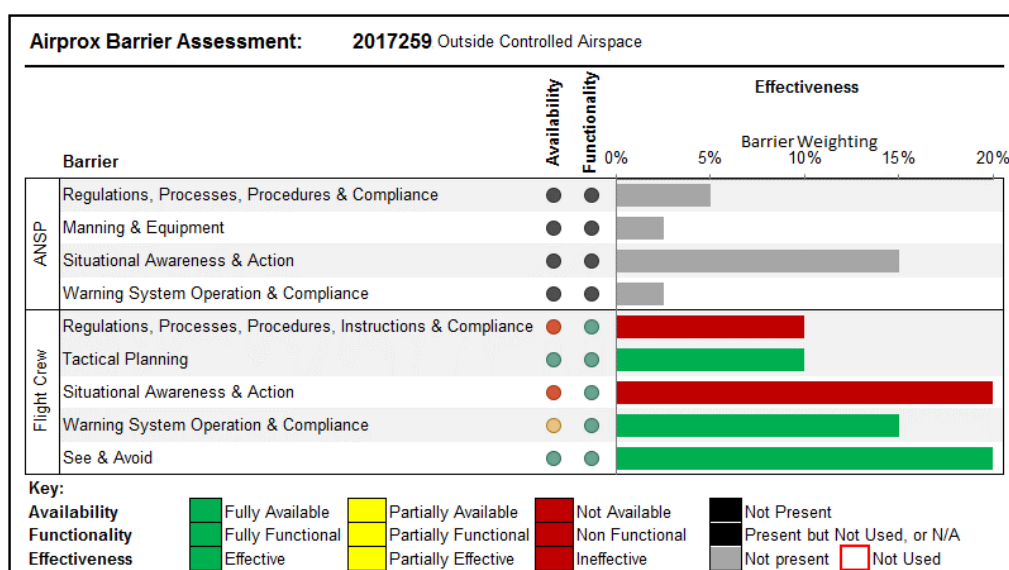 Airprox Barrier Assessment: 2017259 Outside Controlled Airspace
Availability
Functionality
Effectiveness
Barrier Weighting
Barrier
0% 5% 10% 15% 20%
ANSP
Regulations, Processes, Procedures & Compliance
Manning & Equipment
Situational Awareness & Action
Warning System Operation & Compliance
Flight Crew
Regulations, Processes, Procedures, Instructions & Compliance
Tactical Planning
Situational Awareness & Action
Warning System Operation & Compliance
See & Avoid
Key:
Availability Fully Available Partially Available Not Available Not Present
Functionality Fully Functional Partially Functional Non Functional Present but Not Used, or N/A
Effectiveness Effective Partially Effective Ineffective Not present Not Used